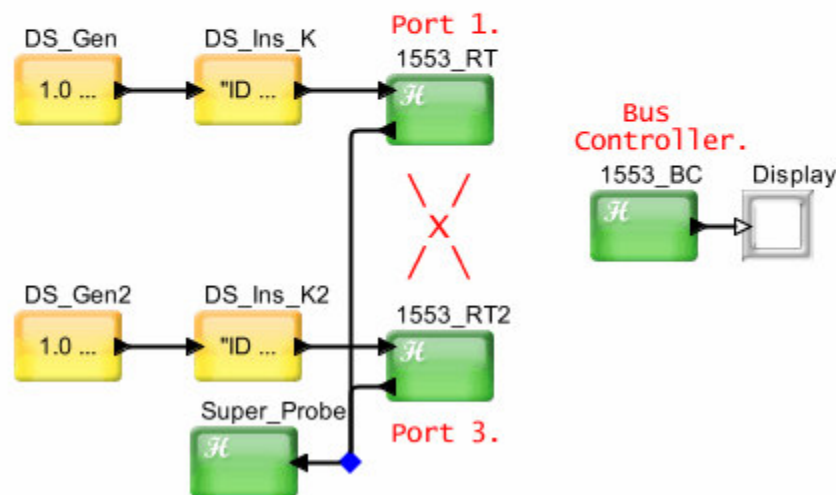 Port 1.
DS_Gen
DS_Ins_K
1553_RT
1.0 ...
"ID ...
ℋ
Bus
Controller.
1553_BC
Display
ℋ
X
DS_Gen2
DS_Ins_K2
1553_RT2
1.0 ...
"ID ...
ℋ
Super_Probe
Port 3.
ℋ